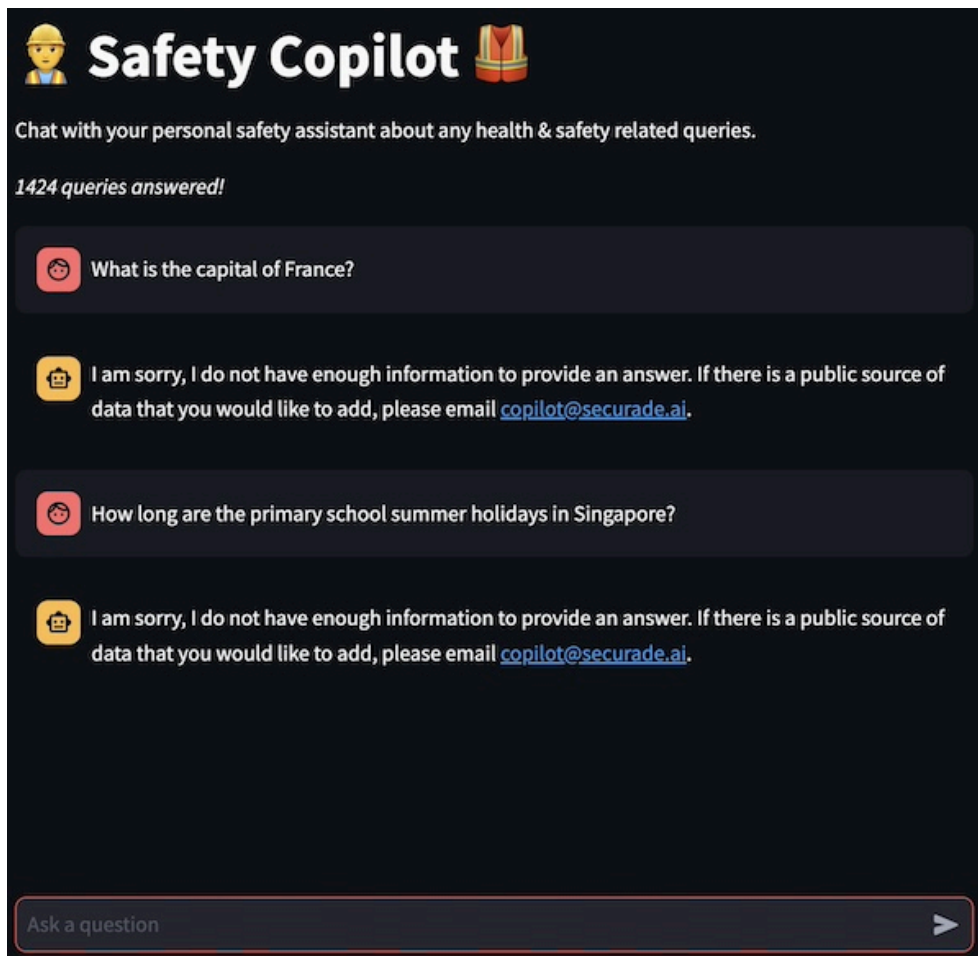 Safety Copilot
Chat with your personal safety assistant about any health & safety related queries.
1424 queries answered!
What is the capital of France?
I am sorry, I do not have enough information to provide an answer. If there is a public source of
data that you would like to add, please email copilot@securade.ai.
How long are the primary school summer holidays in Singapore?
I am sorry, I do not have enough information to provide an answer. If there is a public source of
data that you would like to add, please email copilot@securade.ai.
Ask a question